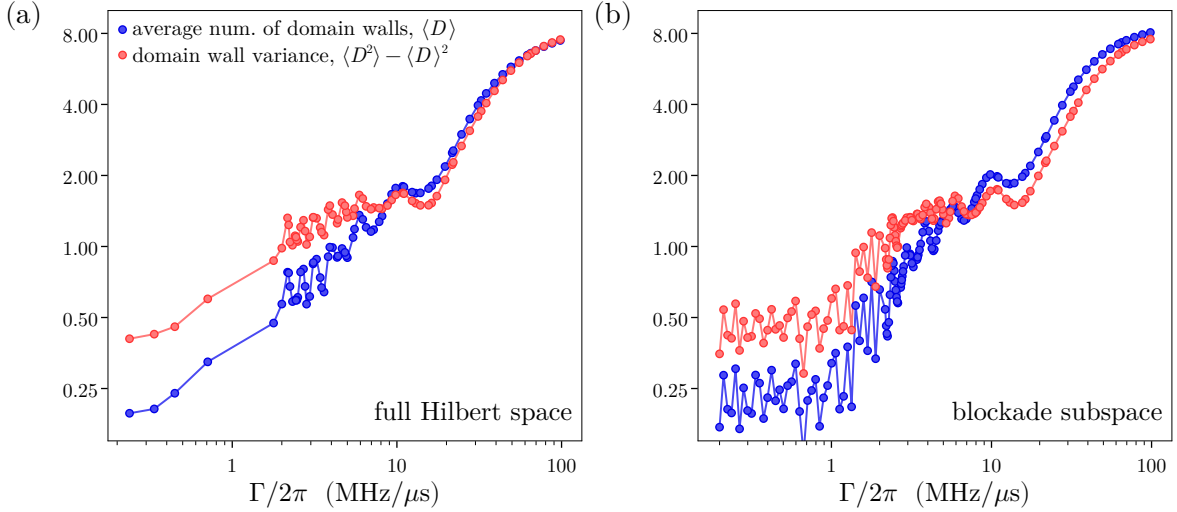 (a)
average num. of domain walls, ⟨D⟩
domain wall variance, ⟨D²⟩ − ⟨D⟩²
8.00
4.00
2.00
1.00
0.50
0.25
full Hilbert space
1
10
100
Γ/2π (MHz/μs)
(b)
8.00
4.00
2.00
1.00
0.50
0.25
blockade subspace
1
10
100
Γ/2π (MHz/μs)